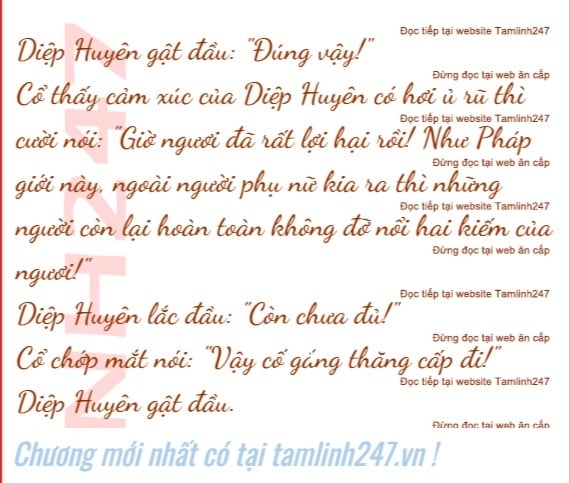 Đọc tiếp tại website Tamlinh247
Diệp Huyên gật đầu: "Đúng vậy!"
Đừng đọc tại web ăn cắp
Cổ thấy cảm xúc của Diệp Huyên có hơi ủ rũ thì
Đọc tiếp tại website Tamlinh247
cười nói: "Giờ ngươi đã rất lợi hại rồi! Như Pháp
Đừng đọc tại web ăn cắp
giới này, ngoài người phụ nữ kia ra thì những
Đọc tiếp tại website Tamlinh247
người còn lại hoàn toàn không đỡ nổi hai kiếm của
Đừng đọc tại web ăn cắp
ngươi!"
Đọc tiếp tại website Tamlinh247
Diệp Huyên lắc đầu: "Còn chưa đủ!"
Đừng đọc tại web ăn cắp
Cổ chớp mắt nói: "Vậy cố gúng thăng cấp đi!"
Đọc tiếp tại website Tamlinh247
Diệp Huyên gật đầu.
Đừng đọc tại web ăn cắp
NH247
Chương mới nhất có tại tamlinh247.vn !